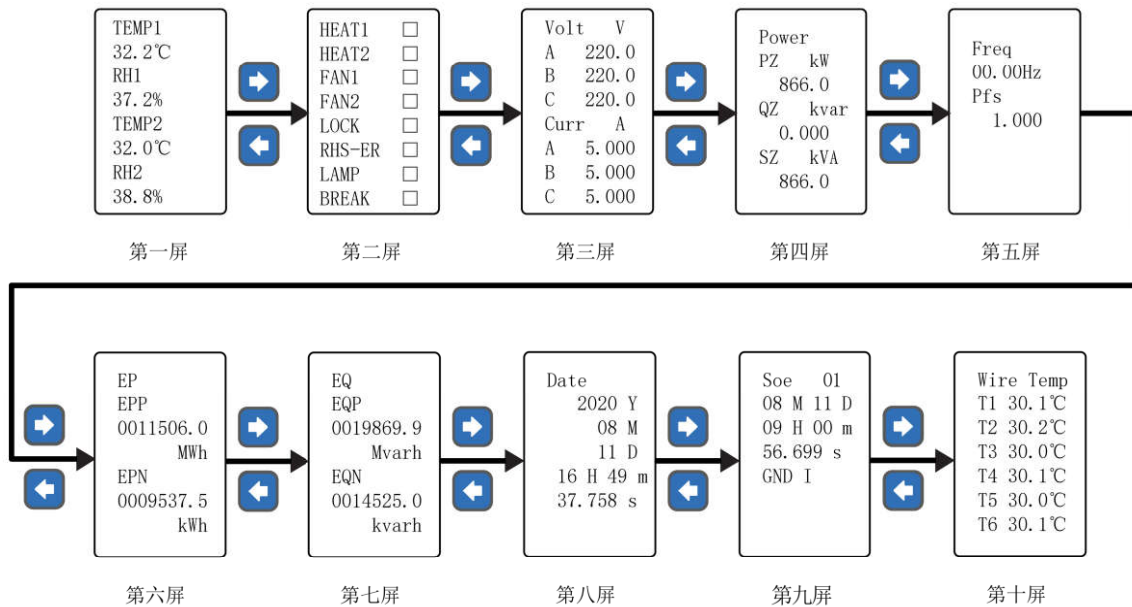 TEMP1
32.2℃
RH1
37.2%
TEMP2
32.0℃
RH2
38.8%
第一屏
HEAT1 □
HEAT2 □
FAN1 □
FAN2 □
LOCK □
RHS-ER □
LAMP □
BREAK □
第二屏
Volt V
A 220.0
B 220.0
C 220.0
Curr A
A 5.000
B 5.000
C 5.000
第三屏
Power
PZ kW
866.0
QZ kvar
0.000
SZ kVA
866.0
第四屏
Freq
00.00Hz
Pfs
1.000
第五屏
EP
EPP
0011506.0
MWh
EPN
0009537.5
kWh
第六屏
EQ
EQP
0019869.9
Mvarh
EQN
0014525.0
kvarh
第七屏
Date
2020 Y
08 M
11 D
16 H 49 m
37.758 s
第八屏
Soe 01
08 M 11 D
09 H 00 m
56.699 s
GND I
第九屏
Wire Temp
T1 30.1℃
T2 30.2℃
T3 30.0℃
T4 30.1℃
T5 30.0℃
T6 30.1℃
第十屏